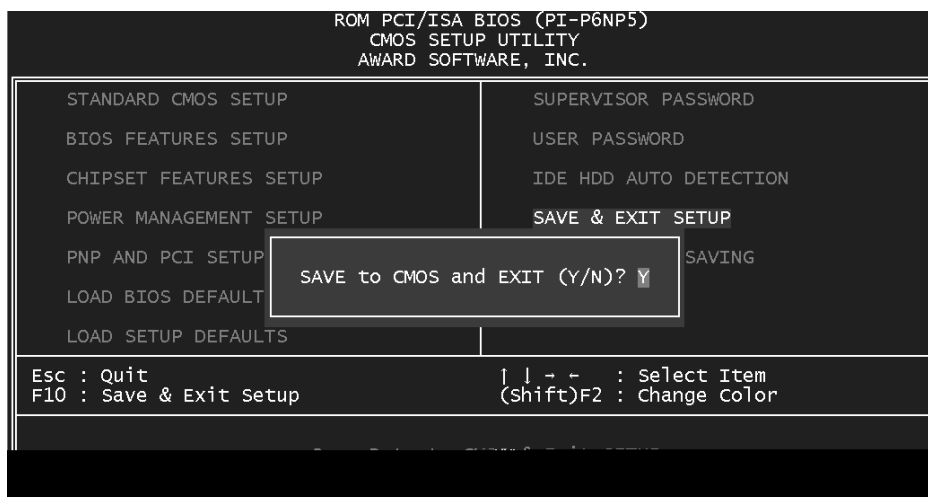 ROM PCI/ISA BIOS (PI-P6NP5)
CMOS SETUP UTILITY
AWARD SOFTWARE, INC.
STANDARD CMOS SETUP
BIOS FEATURES SETUP
CHIPSET FEATURES SETUP
POWER MANAGEMENT SETUP
PNP AND PCI SETUP
LOAD BIOS DEFAULT
LOAD SETUP DEFAULTS
SUPERVISOR PASSWORD
USER PASSWORD
IDE HDD AUTO DETECTION
SAVE & EXIT SETUP
SAVING
SAVE to CMOS and EXIT (Y/N)? Y
Esc : Quit
F10 : Save & Exit Setup
↑ ↓ → ← : Select Item
(Shift)F2 : Change Color